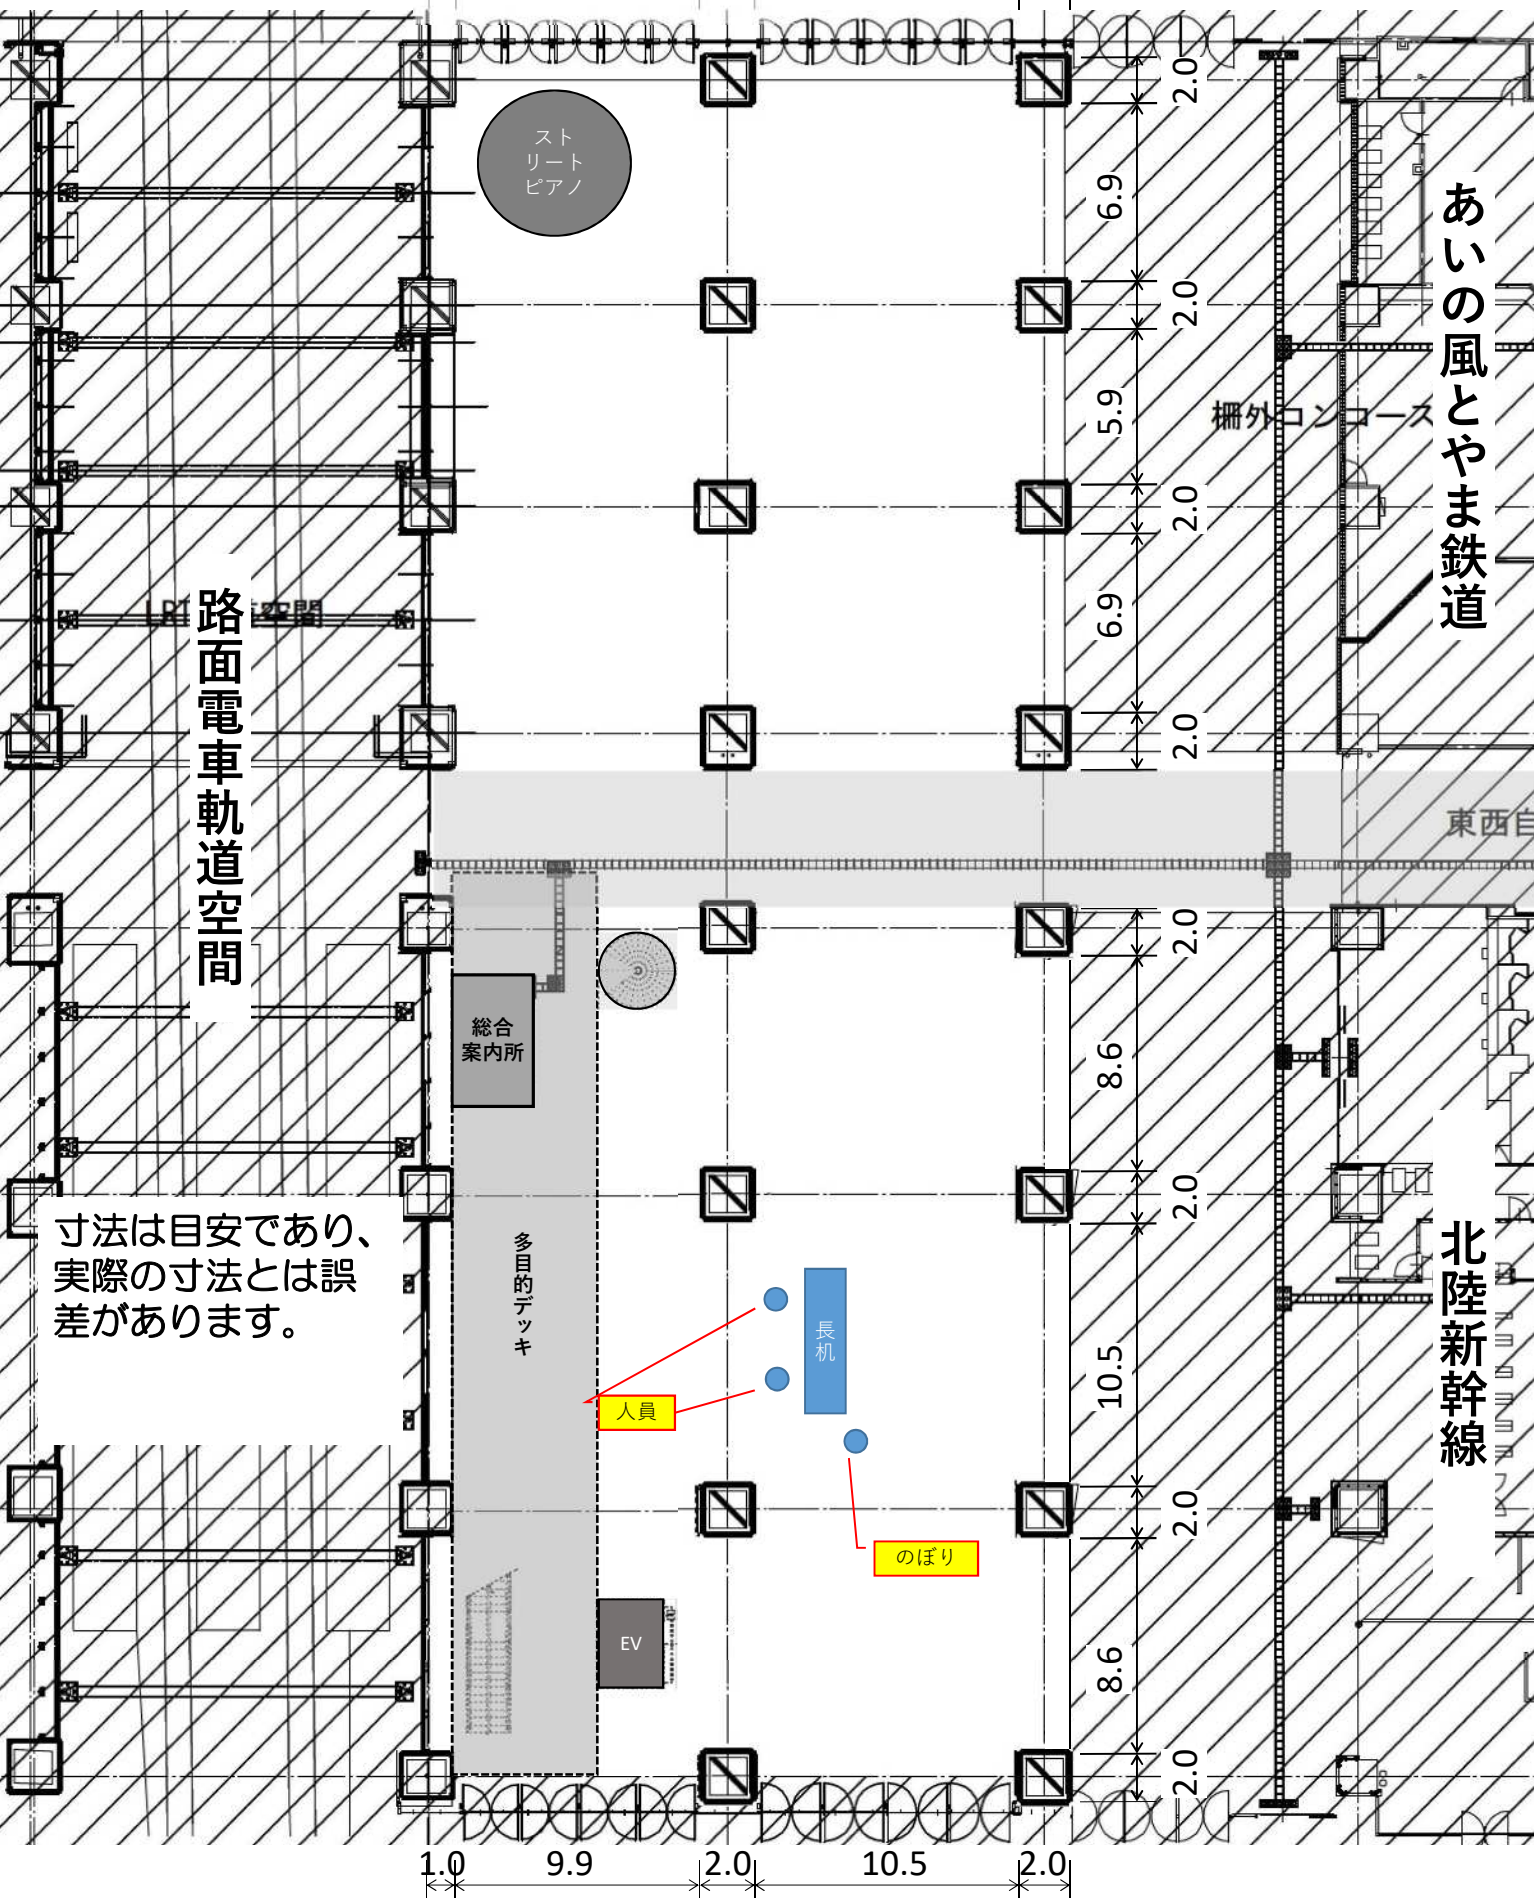 スト
リート
ピアノ
2.0
6.9
2.0
5.9
2.0
6.9
2.0
あいの風とやま鉄道
柵外コンコース
路面電車軌道空間
東西自
2.0
8.6
2.0
10.5
2.0
8.6
2.0
総合
案内所
多目的デッキ
寸法は目安であり、
実際の寸法とは誤
差があります。
長机
人員
のぼり
EV
北陸新幹線
1.0
9.9
2.0
10.5
2.0